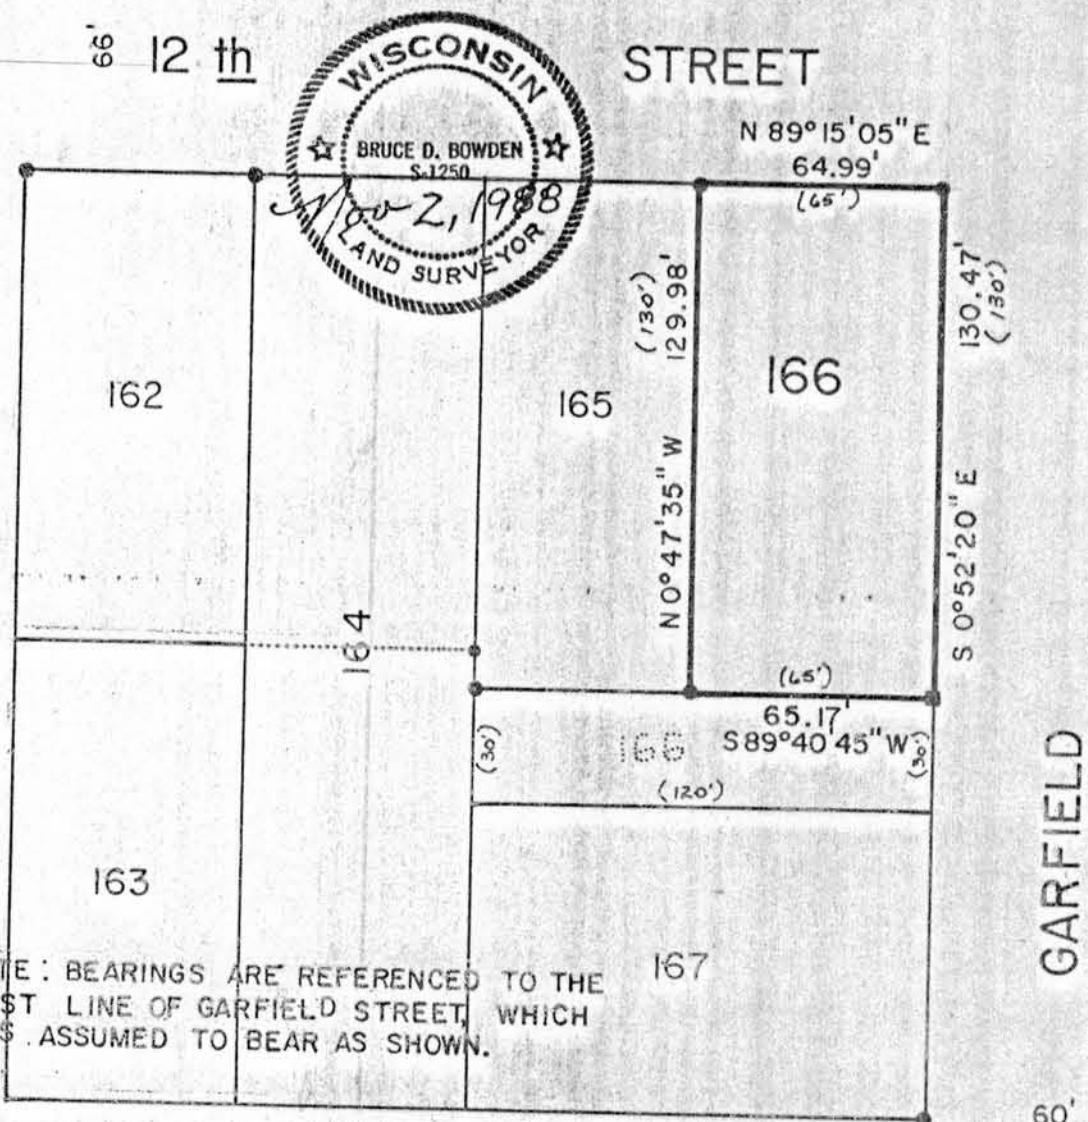 66' 12 th STREET
WISCONSIN
BRUCE D. BOWDEN
S-1250
2, 1988
LAND SURVEYOR
N 89° 15' 05" E
64.99'
(65')
162
165
166
(130')
129.98'
N 0° 47' 35" W
130.47'
(130')
S 0° 52' 20" E
164
(65')
65.17'
S 89° 40' 45" W
166
(30')
(30')
(120')
163
167
GARFIELD
TE : BEARINGS ARE REFERENCED TO THE
ST LINE OF GARFIELD STREET, WHICH
S ASSUMED TO BEAR AS SHOWN.
60'